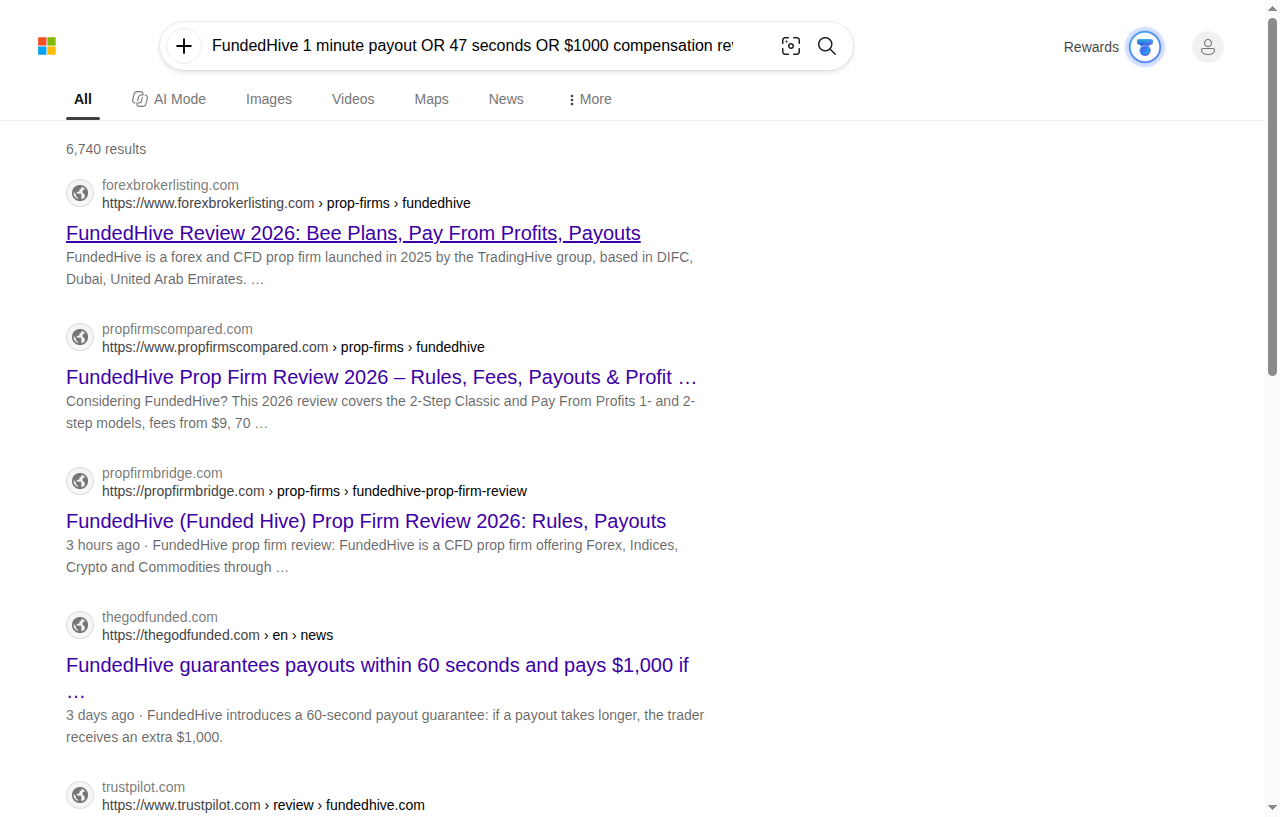 FundedHive 1 minute payout OR 47 seconds OR $1000 compensation re
Rewards
All
AI Mode
Images
Videos
Maps
News
More
6,740 results
forexbrokerlisting.com
https://www.forexbrokerlisting.com › prop-firms › fundedhive
FundedHive Review 2026: Bee Plans, Pay From Profits, Payouts
FundedHive is a forex and CFD prop firm launched in 2025 by the TradingHive group, based in DIFC,
Dubai, United Arab Emirates. …
propfirmscompared.com
https://www.propfirmscompared.com › prop-firms › fundedhive
FundedHive Prop Firm Review 2026 – Rules, Fees, Payouts & Profit …
Considering FundedHive? This 2026 review covers the 2-Step Classic and Pay From Profits 1- and 2-
step models, fees from $9, 70 …
propfirmbridge.com
https://propfirmbridge.com › prop-firms › fundedhive-prop-firm-review
FundedHive (Funded Hive) Prop Firm Review 2026: Rules, Payouts
3 hours ago · FundedHive prop firm review: FundedHive is a CFD prop firm offering Forex, Indices,
Crypto and Commodities through …
thegodfunded.com
https://thegodfunded.com › en › news
FundedHive guarantees payouts within 60 seconds and pays $1,000 if
…
3 days ago · FundedHive introduces a 60-second payout guarantee: if a payout takes longer, the trader
receives an extra $1,000.
trustpilot.com
https://www.trustpilot.com › review › fundedhive.com